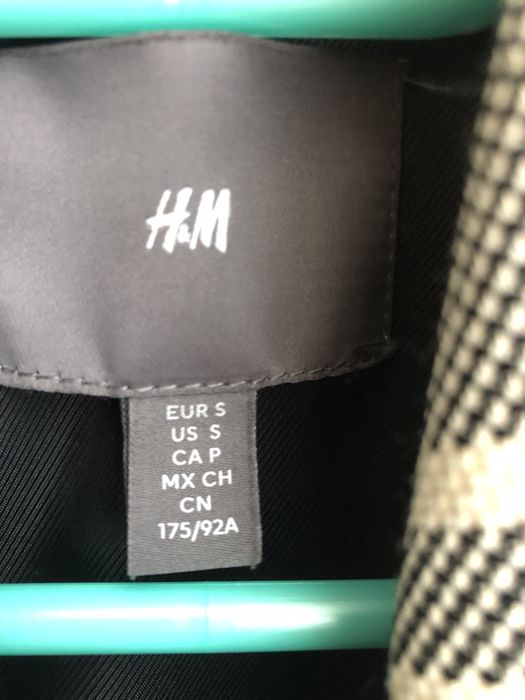 H&M
EUR S
US S
CA P
MX CH
CN
175/92A